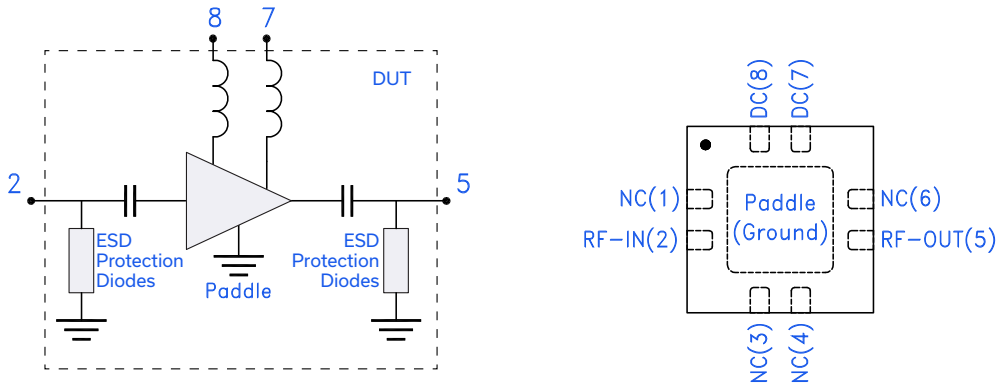 8
7
DUT
2
5
ESD
Protection
Diodes
ESD
Protection
Diodes
Paddle
DC(8)
DC(7)
NC(1)
NC(6)
RF-IN(2)
RF-OUT(5)
Paddle
(Ground)
NC(3)
NC(4)